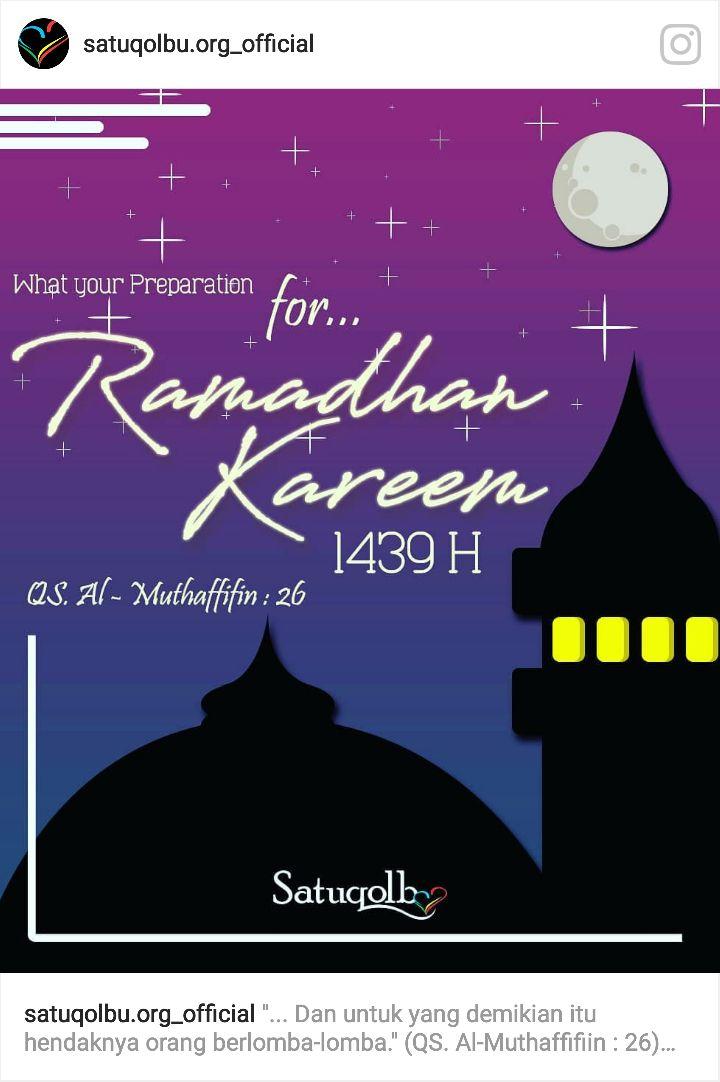 satuqolbu.org_official
What your Preparation
for...
Ramadhan
Kareem
1439 H
QS. Al - Muthaffifin : 26
Satuqolb
satuqolbu.org_official "... Dan untuk yang demikian itu
hendaknya orang berlomba-lomba." (QS. Al-Muthaffifiin : 26)...